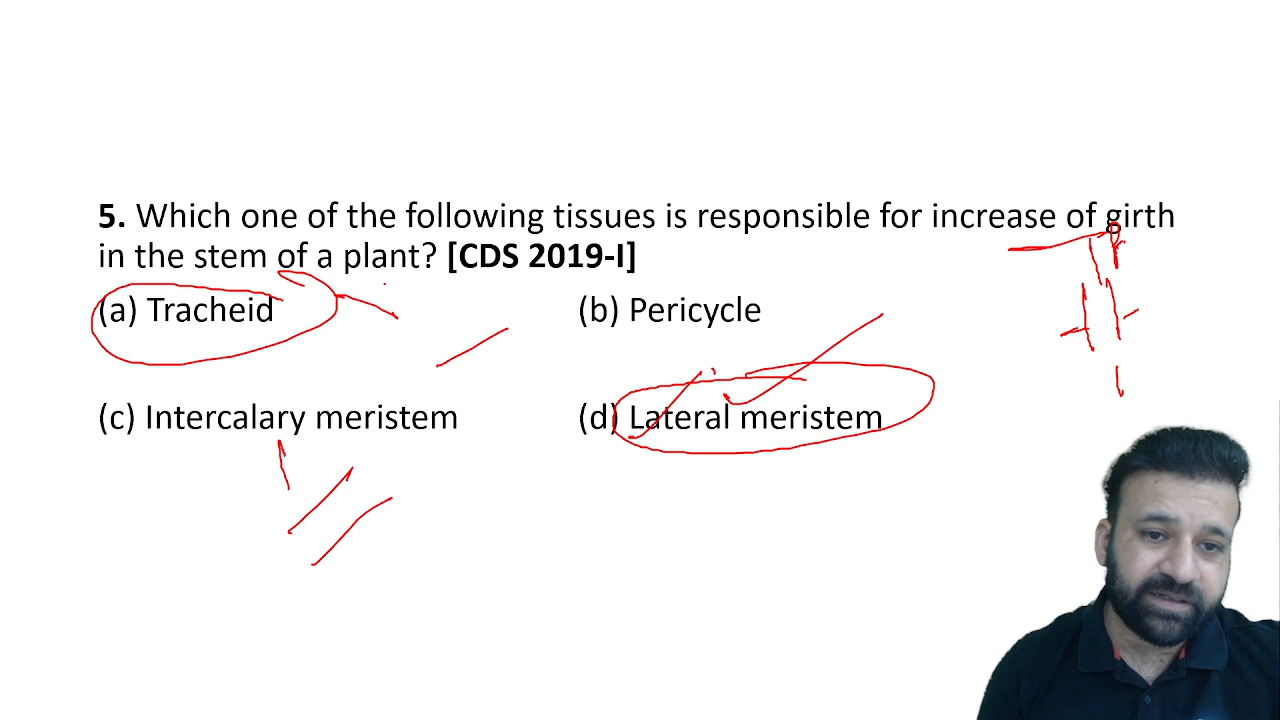 5. Which one of the following tissues is responsible for increase of girth
in the stem of a plant? [CDS 2019-I]
(a) Tracheid (b) Pericycle
(c) Intercalary meristem (d) Lateral meristem